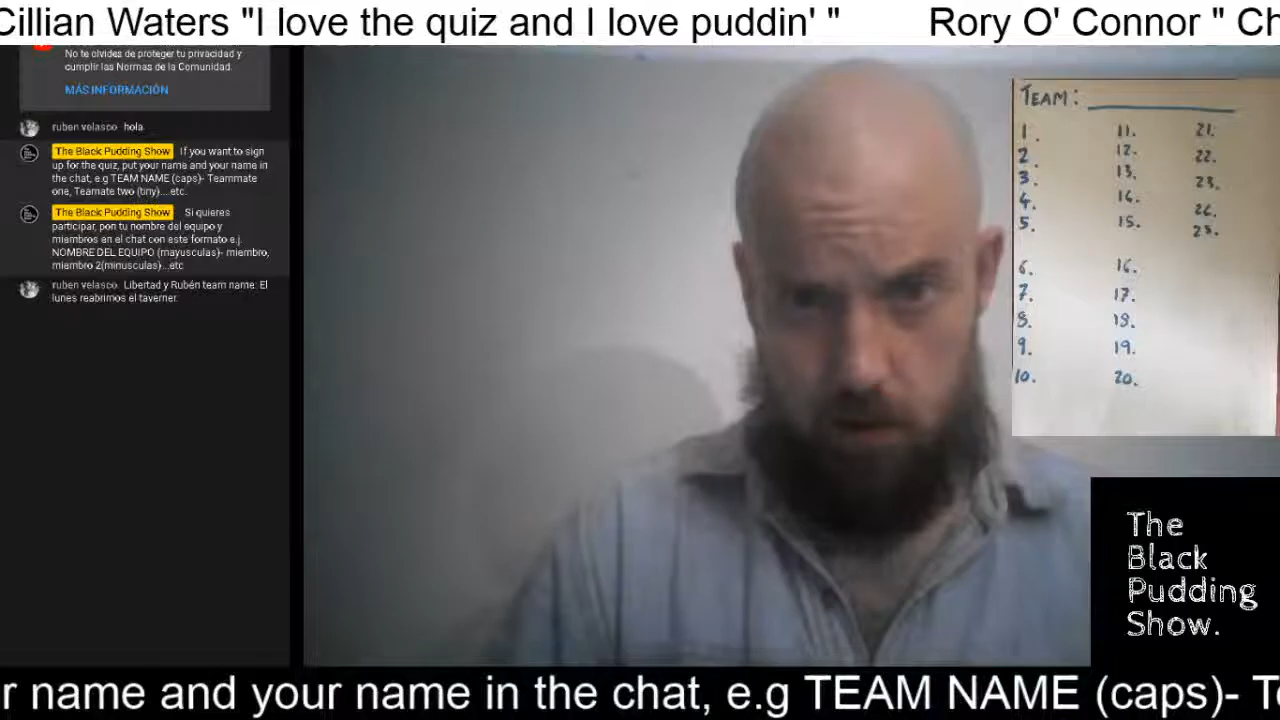 Cillian Waters "I love the quiz and I love puddin' " Rory O' Connor " Ch
No te olvides de proteger tu privacidad y
cumplir las Normas de la Comunidad.
MÁS INFORMACIÓN
ruben velasco hola
The Black Pudding Show If you want to sign
up for the quiz, put your name and your name in
the chat, e.g TEAM NAME (caps)- Teammate
one, Teamate two (tiny)....etc.
The Black Pudding Show Si quieres
participar, pon tu nombre del equipo y
miembros en el chat con este formato e.j.
NOMBRE DEL EQUIPO (mayusculas)- miembro,
miembro 2(minusculas)...etc
ruben velasco Libertad y Rubén team name: El
lunes reabrimos el taverner.
TEAM:
1. 11. 21.
2. 12. 22.
3. 13. 23.
4. 14. 24.
5. 15. 25.
6. 16.
7. 17.
8. 18.
9. 19.
10. 20.
The
Black
Pudding
Show.
r name and your name in the chat, e.g TEAM NAME (caps)- T